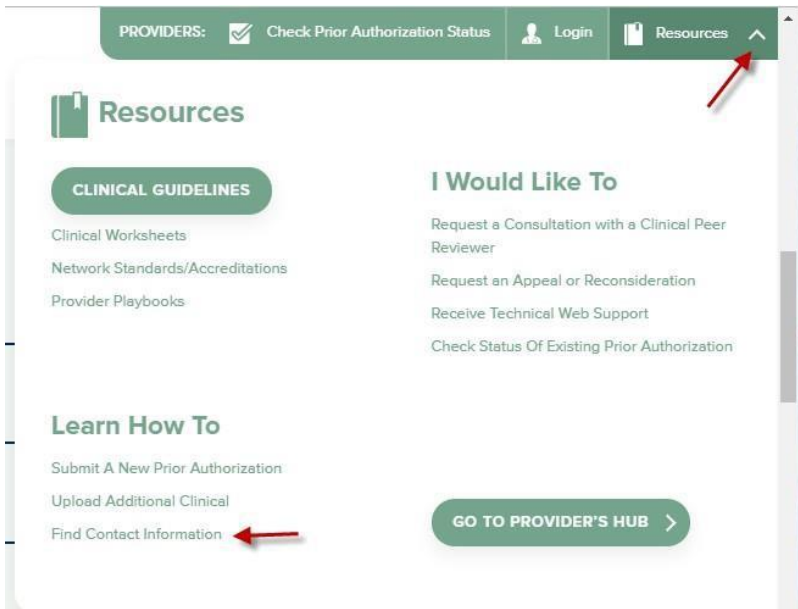 PROVIDERS: Check Prior Authorization Status Login Resources
Resources
CLINICAL GUIDELINES
Clinical Worksheets
Network Standards/Accreditations
Provider Playbooks
I Would Like To
Request a Consultation with a Clinical Peer
Reviewer
Request an Appeal or Reconsideration
Receive Technical Web Support
Check Status Of Existing Prior Authorization
Learn How To
Submit A New Prior Authorization
Upload Additional Clinical
Find Contact Information
GO TO PROVIDER'S HUB